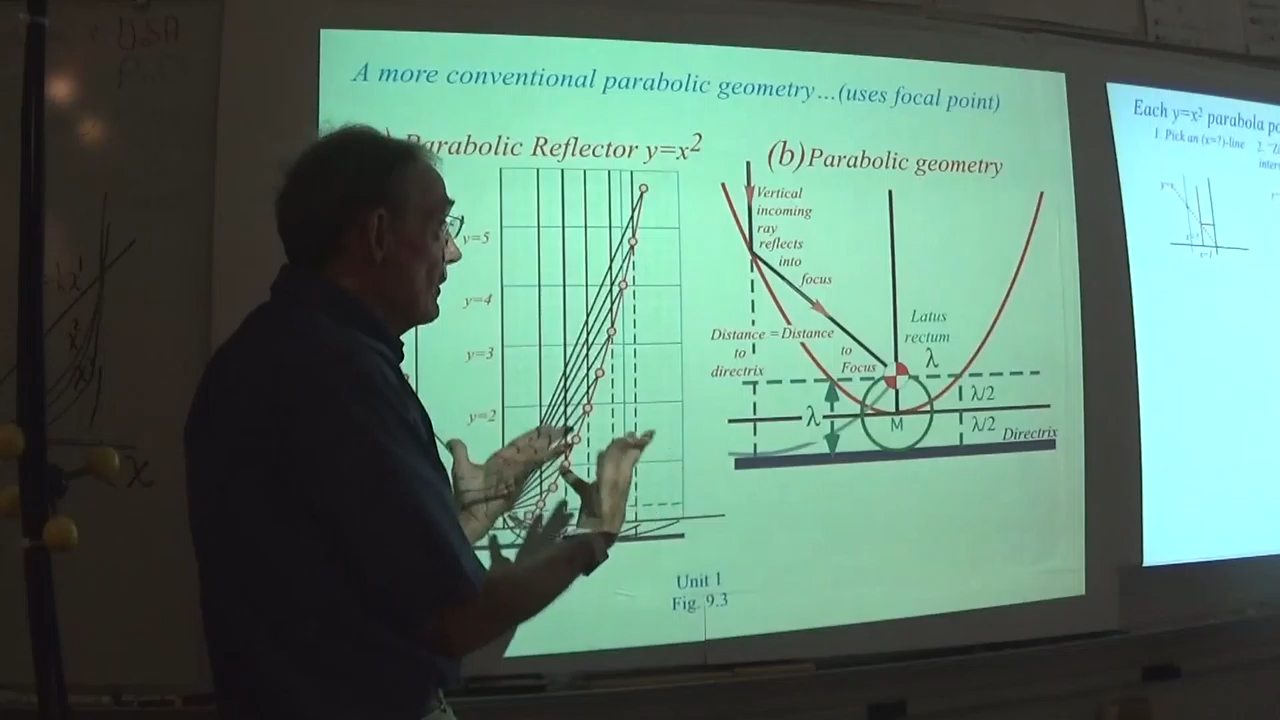 A more conventional parabolic geometry...(uses focal point)
Parabolic Reflector y=x²
y=5
y=4
y=3
y=2
(b)Parabolic geometry
Vertical
incoming
ray
reflects
into
focus
Distance = Distance
to
directrix
to
Focus
Latus
rectum
λ
λ
λ/2
λ/2
M
Directrix
Unit 1
Fig. 9.3
Each y=x² parabola
1. Pick an (x=?)-line
2.
x